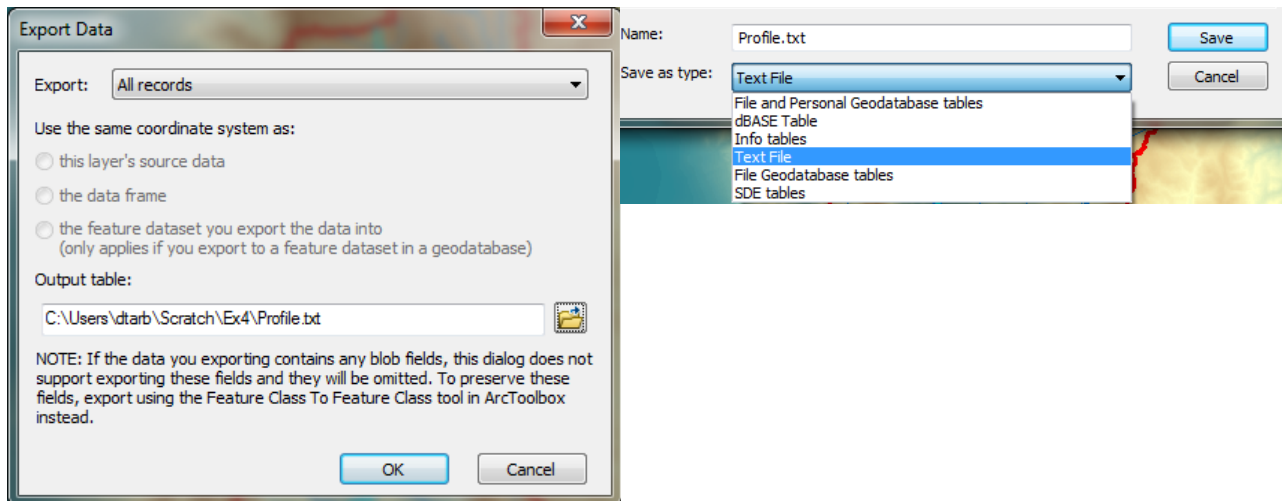 Export Data
Export: All records
Use the same coordinate system as:
this layer's source data
the data frame
the feature dataset you export the data into
(only applies if you export to a feature dataset in a geodatabase)
Output table:
C:\Users\dtarb\Scratch\Ex4\Profile.txt
NOTE: If the data you exporting contains any blob fields, this dialog does not
support exporting these fields and they will be omitted. To preserve these
fields, export using the Feature Class To Feature Class tool in ArcToolbox
instead.
OK Cancel
Name: Profile.txt Save
Save as type: Text File Cancel
File and Personal Geodatabase tables
dBASE Table
Info tables
Text File
File Geodatabase tables
SDE tables